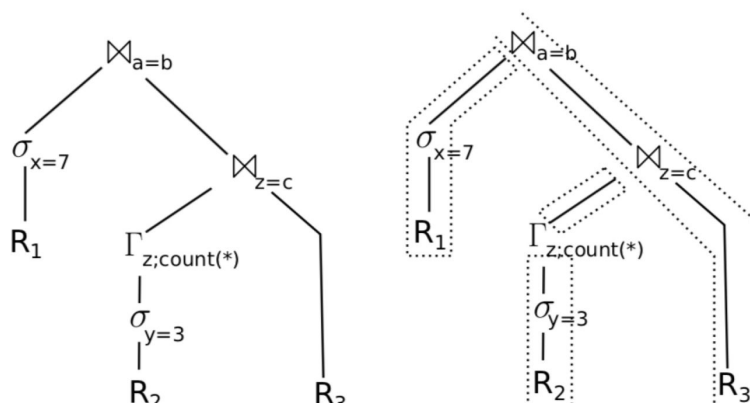 ⋈a=b
σx=7
⋈z=c
R1
Γz;count(*)
σy=3
R2
R3
⋈a=b
σx=7
⋈z=c
R1
Γz;count(*)
σy=3
R2
R3